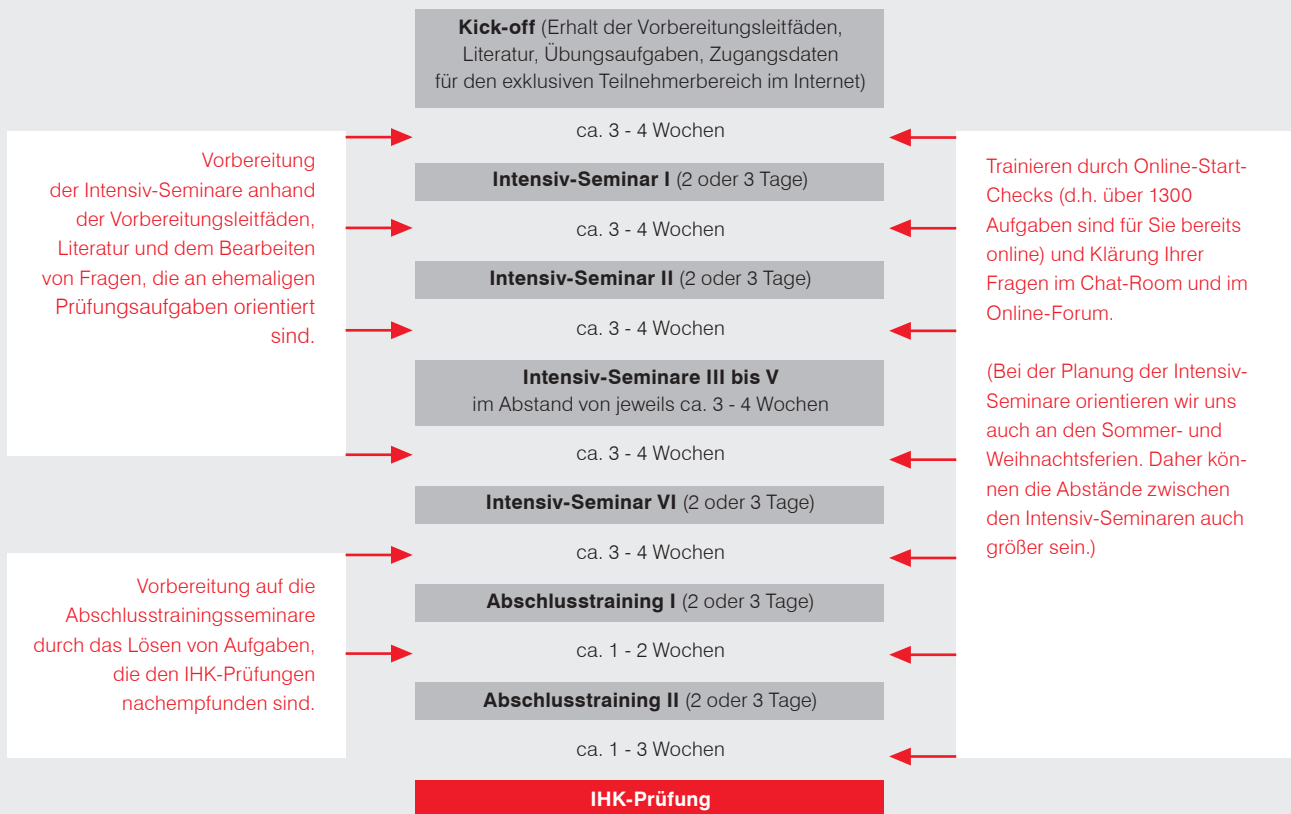 Kick-off (Erhalt der Vorbereitungsleitfäden,
Literatur, Übungsaufgaben, Zugangsdaten
für den exklusiven Teilnehmerbereich im Internet)
ca. 3 - 4 Wochen
Intensiv-Seminar I (2 oder 3 Tage)
ca. 3 - 4 Wochen
Intensiv-Seminar II (2 oder 3 Tage)
ca. 3 - 4 Wochen
Intensiv-Seminare III bis V
im Abstand von jeweils ca. 3 - 4 Wochen
ca. 3 - 4 Wochen
Intensiv-Seminar VI (2 oder 3 Tage)
ca. 3 - 4 Wochen
Abschlusstraining I (2 oder 3 Tage)
ca. 1 - 2 Wochen
Abschlusstraining II (2 oder 3 Tage)
ca. 1 - 3 Wochen
IHK-Prüfung
Vorbereitung
der Intensiv-Seminare anhand
der Vorbereitungsleitfäden,
Literatur und dem Bearbeiten
von Fragen, die an ehemaligen
Prüfungsaufgaben orientiert
sind.
Vorbereitung auf die
Abschlusstrainingsseminare
durch das Lösen von Aufgaben,
die den IHK-Prüfungen
nachempfunden sind.
Trainieren durch Online-Start-
Checks (d.h. über 1300
Aufgaben sind für Sie bereits
online) und Klärung Ihrer
Fragen im Chat-Room und im
Online-Forum.
(Bei der Planung der Intensiv-
Seminare orientieren wir uns
auch an den Sommer- und
Weihnachtsferien. Daher kön-
nen die Abstände zwischen
den Intensiv-Seminaren auch
größer sein.)